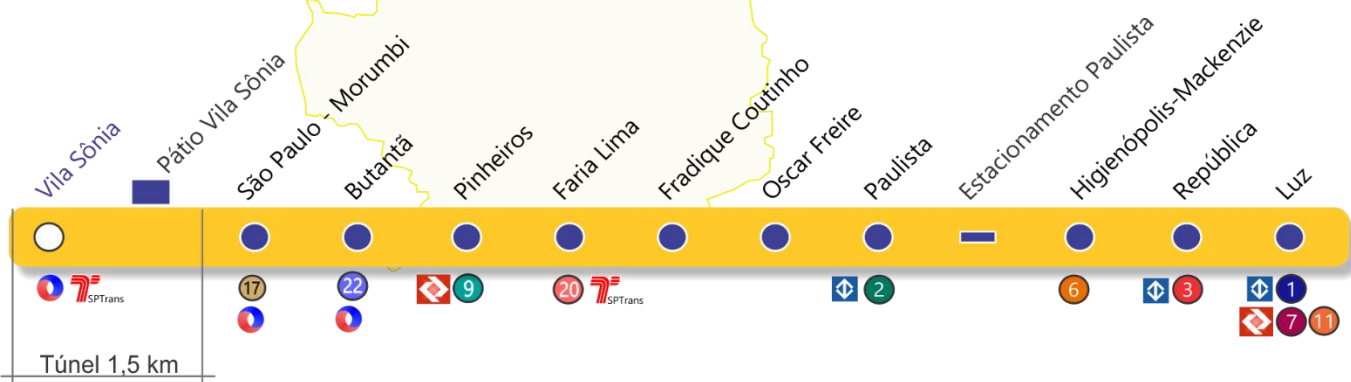 Vila Sônia
Pátio Vila Sônia
São Paulo - Morumbi
Butantã
Pinheiros
Faria Lima
Fradique Coutinho
Oscar Freire
Paulista
Estacionamento Paulista
Higienópolis-Mackenzie
República
Luz
SPTrans
17
22
9
20
SPTrans
2
6
3
1
7
11
Túnel 1,5 km